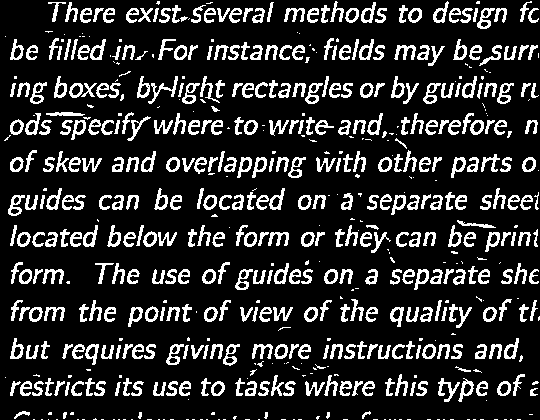 There exist several methods to design fo
be filled in. For instance, fields may be surr
ing boxes, by light rectangles or by guiding ru
ods specify where to write and, therefore, n
of skew and overlapping with other parts o
guides can be located on a separate sheet
located below the form or they can be print
form. The use of guides on a separate she
from the point of view of the quality of th
but requires giving more instructions and,
restricts its use to tasks where this type of a